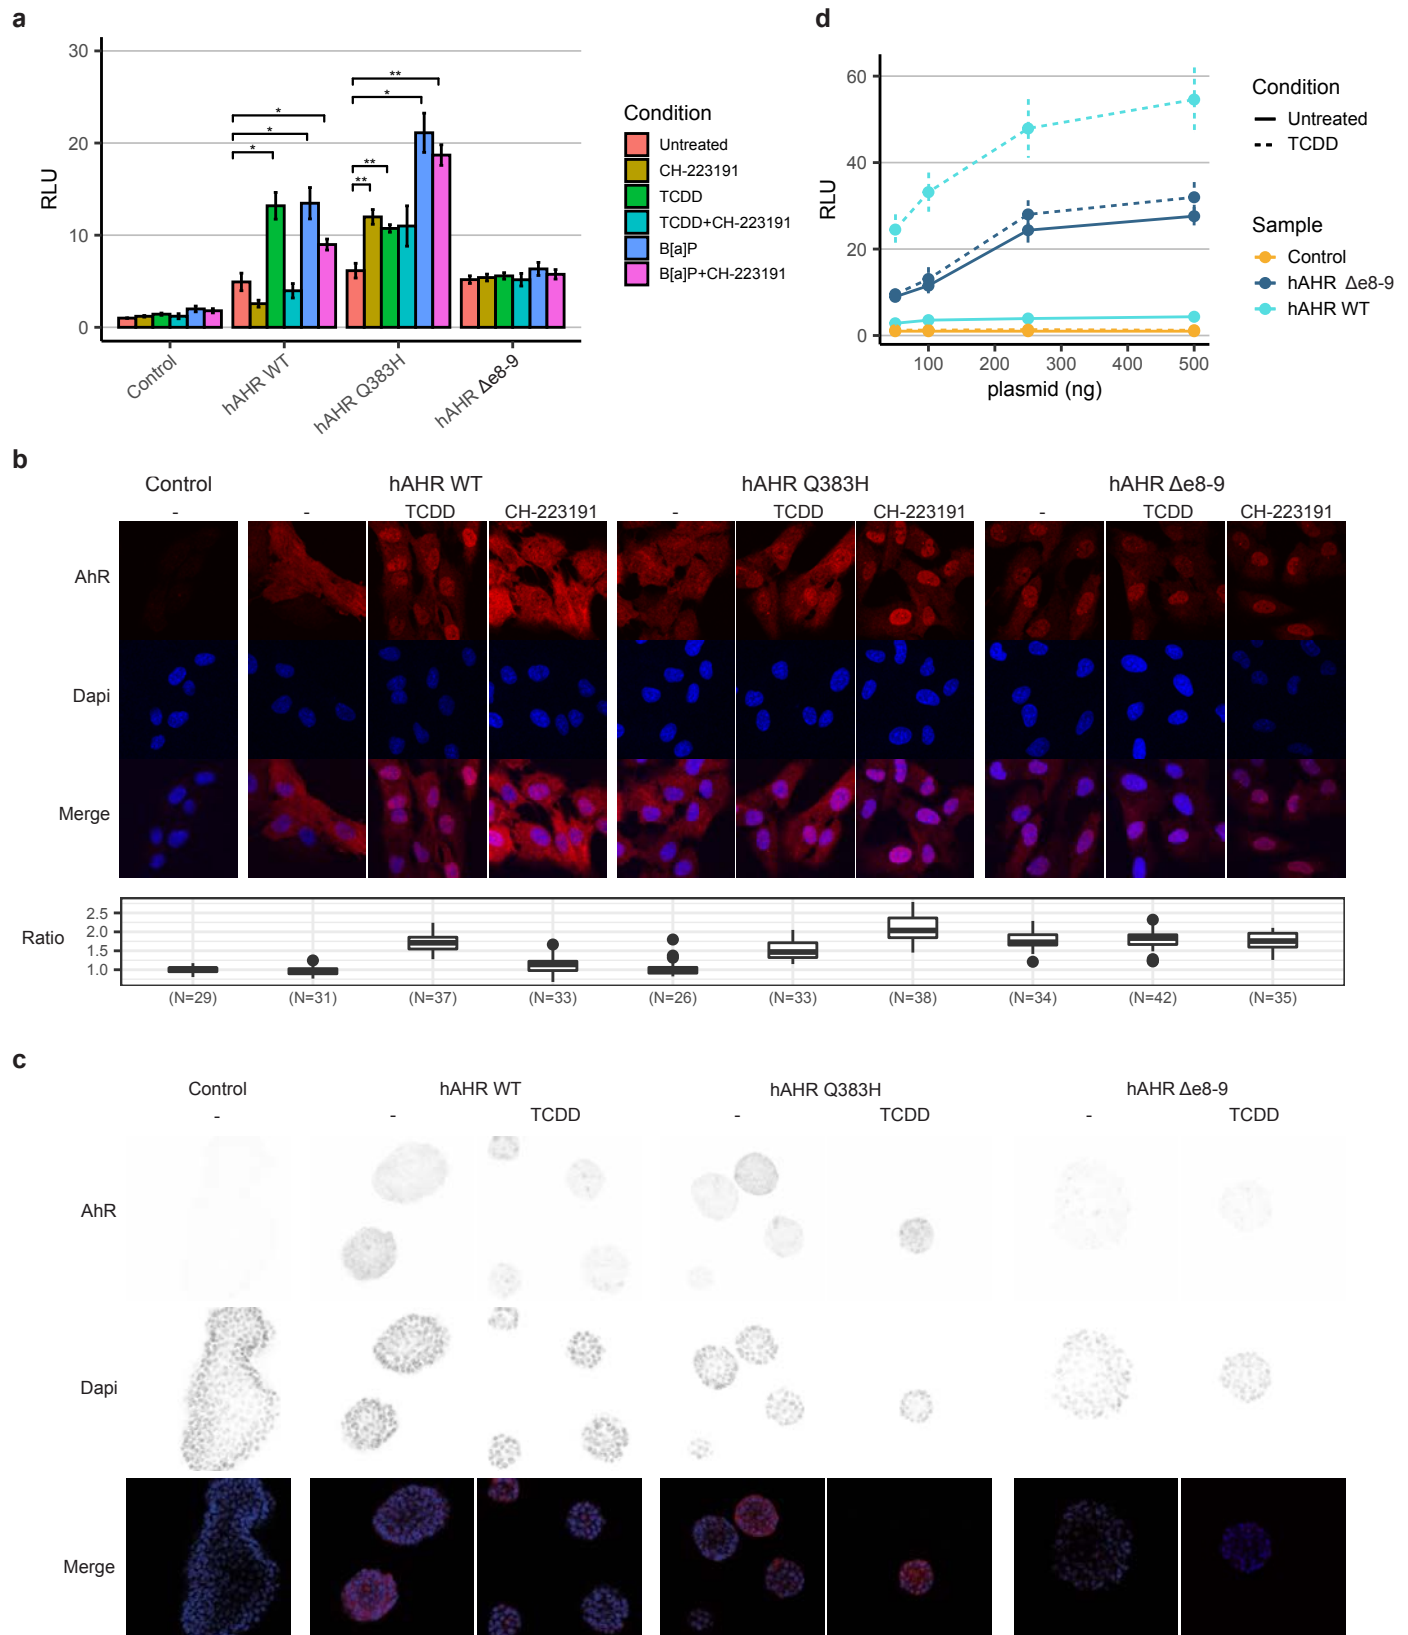 a
30
20
10
0
RLU
*
*
*
**
*
**
**
Control
hAHR WT
hAHR Q383H
hAHR Δe8-9
Condition
Untreated
CH-223191
TCDD
TCDD+CH-223191
B[a]P
B[a]P+CH-223191
d
60
40
20
0
RLU
100 200 300 400 500
plasmid (ng)
Condition
Untreated
TCDD
Sample
Control
hAHR Δe8-9
hAHR WT
b
Control hAHR WT hAHR Q383H hAHR Δe8-9
- - TCDD CH-223191 - TCDD CH-223191 - TCDD CH-223191
AhR
Dapi
Merge
Ratio
2.5
2.0
1.5
1.0
(N=29) (N=31) (N=37) (N=33) (N=26) (N=33) (N=38) (N=34) (N=42) (N=35)
c
Control hAHR WT hAHR Q383H hAHR Δe8-9
- - TCDD - TCDD - TCDD
AhR
Dapi
Merge